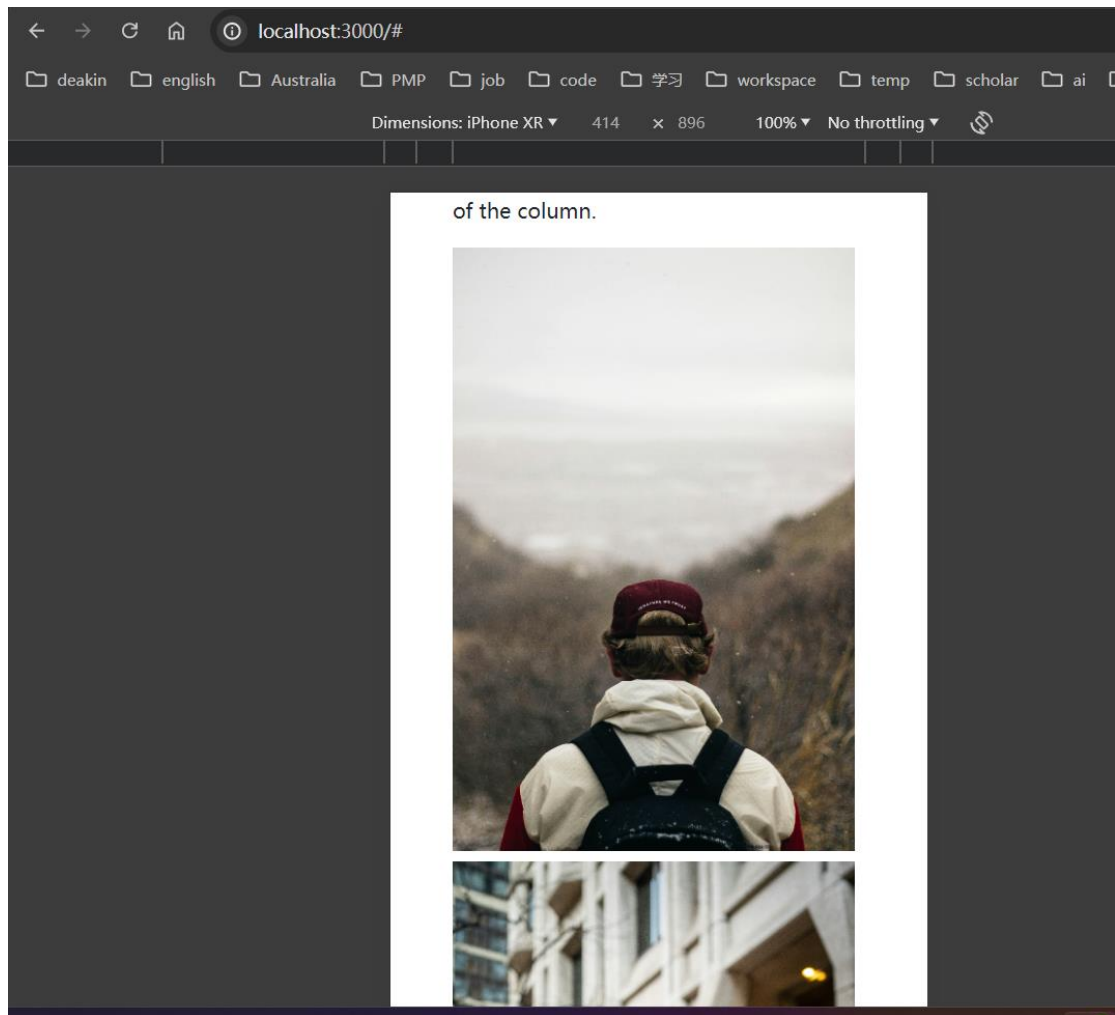 localhost:3000/#
deakin english Australia PMP job code 学习 workspace temp scholar ai
Dimensions: iPhone XR 414 × 896 100% No throttling
of the column.